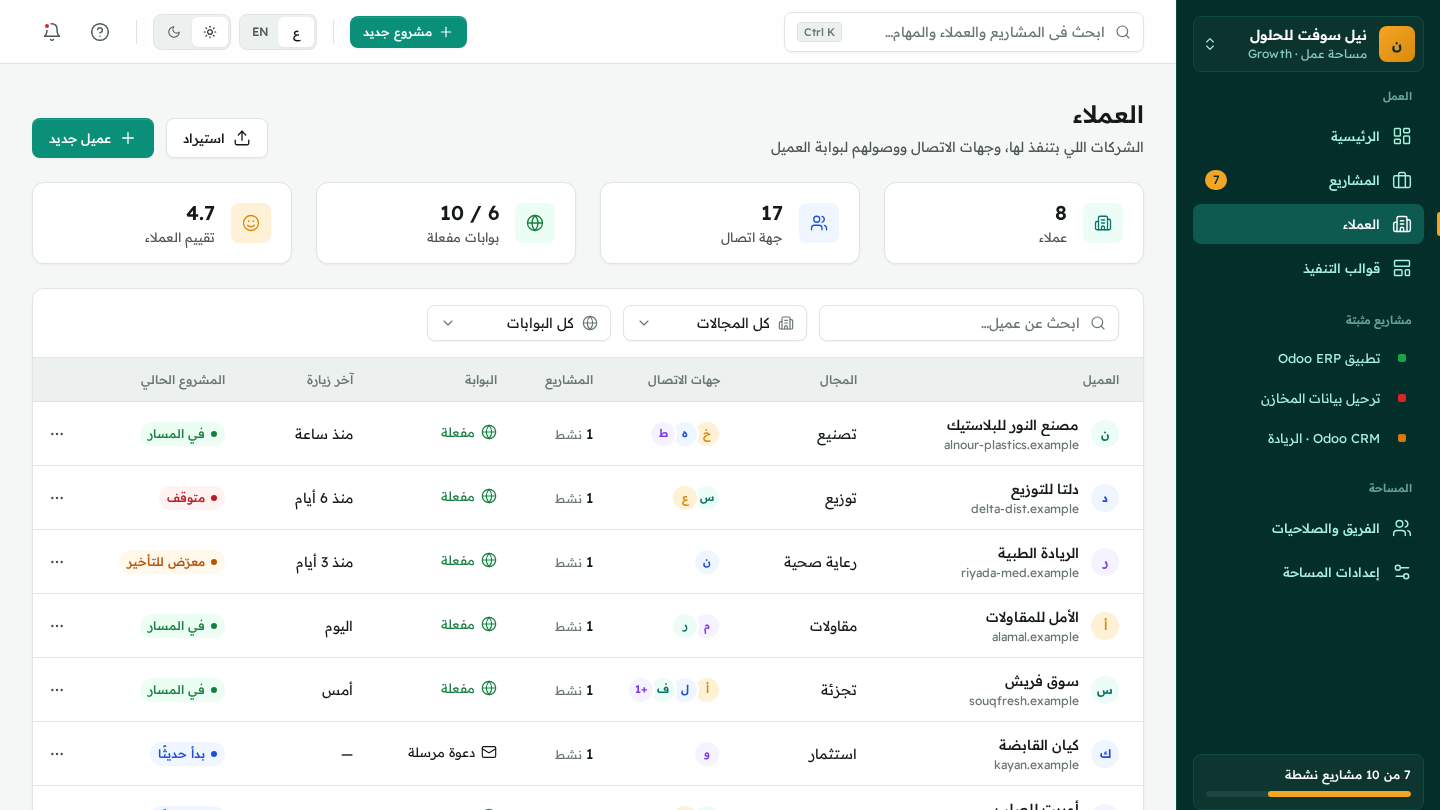 ن
نيل سوفت للحلول
مساحة عمل · Growth
العمل
الرئيسية
المشاريع
7
العملاء
قوالب التنفيذ
مشاريع مثبتة
تطبيق Odoo ERP
ترحيل بيانات المخازن
Odoo CRM · الريادة
المساحة
الفريق والصلاحيات
إعدادات المساحة
7 من 10 مشاريع نشطة
ابحث في المشاريع والعملاء والمهام... Ctrl K
مشروع جديد
ع EN
العملاء
الشركات اللي بتنفذ لها، وجهات الاتصال ووصولهم لبوابة العميل
استيراد
عميل جديد
8
عملاء
17
جهة اتصال
6 / 10
بوابات مفعلة
4.7
تقييم العملاء
ابحث عن عميل...
كل المجالات
كل البوابات
العميل المجال جهات الاتصال المشاريع البوابة آخر زيارة المشروع الحالي
ن مصنع النور للبلاستيك تصنيع خ ه ط 1 نشط مفعلة منذ ساعة في المسار
alnour-plastics.example
د دلتا للتوزيع توزيع س ع 1 نشط مفعلة منذ 6 أيام متوقف
delta-dist.example
ر الريادة الطبية رعاية صحية ن 1 نشط مفعلة منذ 3 أيام معرّض للتأخير
riyada-med.example
أ الأمل للمقاولات مقاولات م ر 1 نشط مفعلة اليوم في المسار
alamal.example
س سوق فريش تجزئة أ ل ف +1 1 نشط مفعلة أمس في المسار
souqfresh.example
ك كيان القابضة استثمار و 1 نشط دعوة مرسلة — بدأ حديثًا
kayan.example